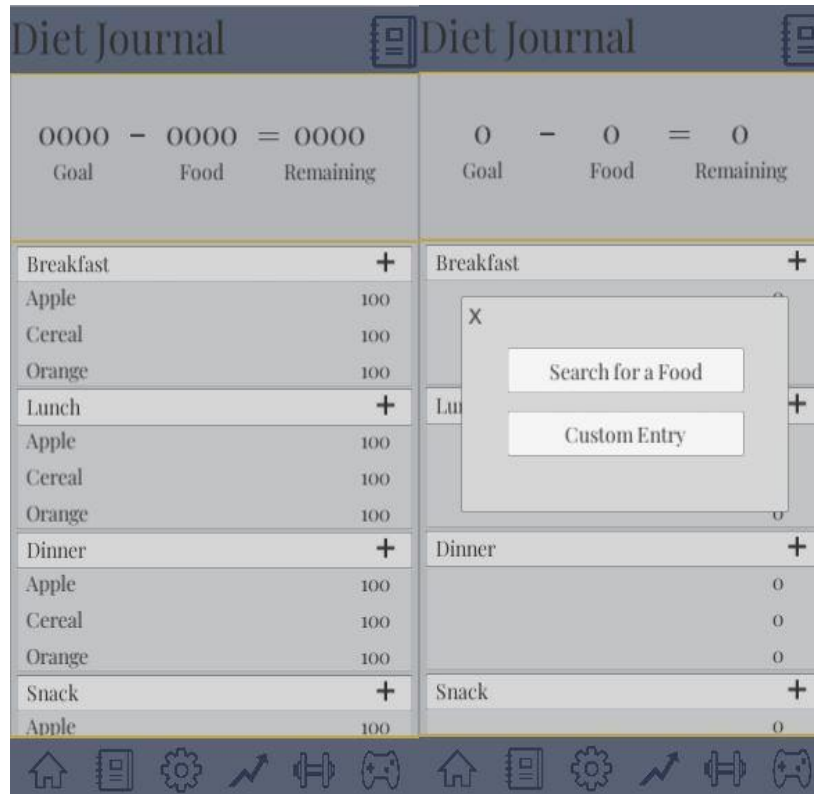 Diet Journal
0000 - 0000 = 0000
Goal Food Remaining
Breakfast +
Apple 100
Cereal 100
Orange 100
Lunch +
Apple 100
Cereal 100
Orange 100
Dinner +
Apple 100
Cereal 100
Orange 100
Snack +
Apple 100
Diet Journal
0 - 0 = 0
Goal Food Remaining
Breakfast +
X
Search for a Food
Lu +
Custom Entry
Dinner +
0
0
0
Snack +
0